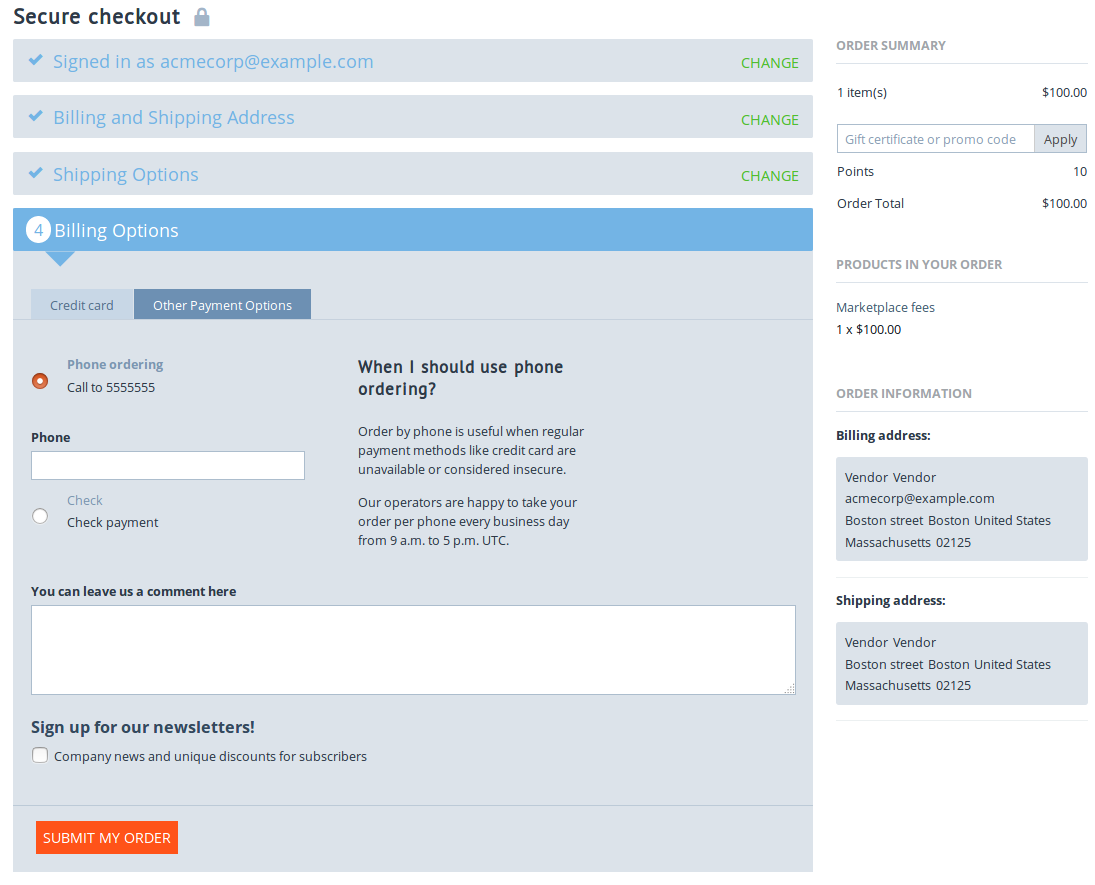 Secure checkout
Signed in as acmecorp@example.com CHANGE
Billing and Shipping Address CHANGE
Shipping Options CHANGE
4 Billing Options
Credit card Other Payment Options
Phone ordering
Call to 5555555
Phone
Check
Check payment
When I should use phone
ordering?
Order by phone is useful when regular
payment methods like credit card are
unavailable or considered insecure.
Our operators are happy to take your
order per phone every business day
from 9 a.m. to 5 p.m. UTC.
You can leave us a comment here
Sign up for our newsletters!
Company news and unique discounts for subscribers
SUBMIT MY ORDER
ORDER SUMMARY
1 item(s) $100.00
Gift certificate or promo code Apply
Points 10
Order Total $100.00
PRODUCTS IN YOUR ORDER
Marketplace fees
1 x $100.00
ORDER INFORMATION
Billing address:
Vendor Vendor
acmecorp@example.com
Boston street Boston United States
Massachusetts 02125
Shipping address:
Vendor Vendor
Boston street Boston United States
Massachusetts 02125